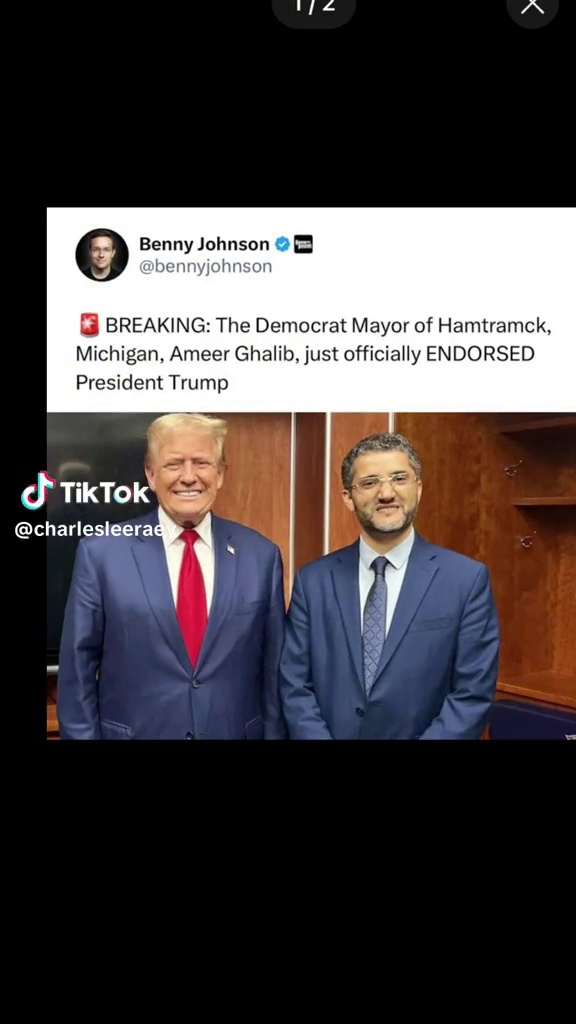 1/2
Benny Johnson
@bennyjohnson
🚨 BREAKING: The Democrat Mayor of Hamtramck,
Michigan, Ameer Ghalib, just officially ENDORSED
President Trump
TikTok
@charlesleeraey